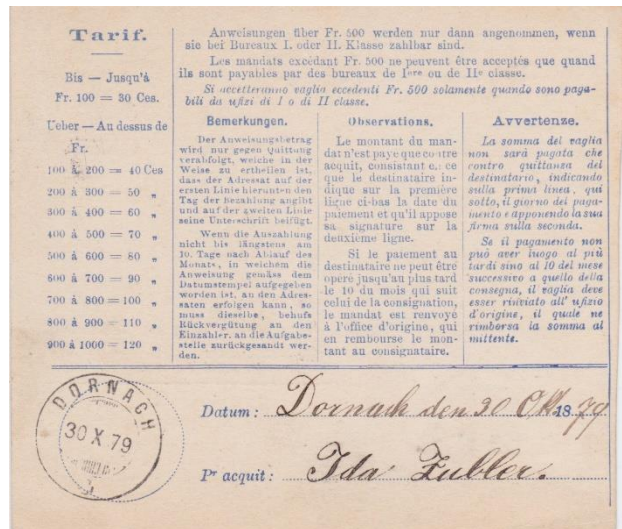 Tarif.
Bis — Jusqu'à
Fr. 100 = 30 Ces.
Ueber — Au dessus de
Fr.
100 à 200 = 40 Ces
200 à 300 = 50 „
300 à 400 = 60 „
400 à 500 = 70 „
500 à 600 = 80 „
600 à 700 = 90 „
700 à 800 = 100 „
800 à 900 = 110 „
900 à 1000 = 120 „
Anweisungen über Fr. 500 werden nur dann angenommen, wenn
sie bei Bureaux I. oder II. Klasse zahlbar sind.
Les mandats excédant Fr. 500 ne peuvent être acceptés que quand
ils sont payables par des bureaux de Iere ou de IIe classe.
Si accetteranno vaglia eccedenti Fr. 500 solamente quando sono paga-
bili da ufizi di I o di II classe.
Bemerkungen.
Der Anweisungsbetrag
wird nur gegen Quittung
verabfolgt, welche in der
Weise zu ertheilen ist,
dass der Adressat auf der
ersten Linie hierunten den
Tag der Bezahlung angibt
und auf der zweiten Linie
seine Unterschrift beifügt.
Wenn die Auszahlung
nicht bis längstens am
10. Tage nach Ablauf des
Monats, in welchem die
Anweisung gemäss dem
Datumstempel aufgegeben
worden ist, an den Adres-
saten erfolgen kann, so
muss dieselbe, behufs
Rückvergütung an den
Einzahler, an die Aufgabe-
stelle zurückgesandt wer-
den.
Observations.
Le montant du man-
dat n'est payé que contre
acquit, consistant en ce
que le destinataire in-
dique sur la première
ligne ci-bas la date du
paiement et qu'il appose
sa signature sur la
deuxième ligne.
Si le paiement au
destinataire ne peut être
opéré jusqu'au plus tard
le 10 du mois qui suit
celui de la consignation,
le mandat est renvoyé
à l'office d'origine, qui
en rembourse le mon-
tant au consignataire.
Avvertenze.
La somma del vaglia
non sarà pagata che
contro quittanza del
destinatario, indicando
sulla prima linea, qui
sotto, il giorno del paga-
mento e apponendo la sua
firma sulla seconda.
Se il pagamento non
può aver luogo al più
tardi sino al 10 del mese
successivo a quello della
consegna, il vaglia deve
esser rinviato all' ufizio
d'origine, il quale ne
rimborsa la somma al
mittente.
DORNACH
30 X 79
Datum: Dornach den 30 Okt 1879
Pr acquit: Ida Zubler.